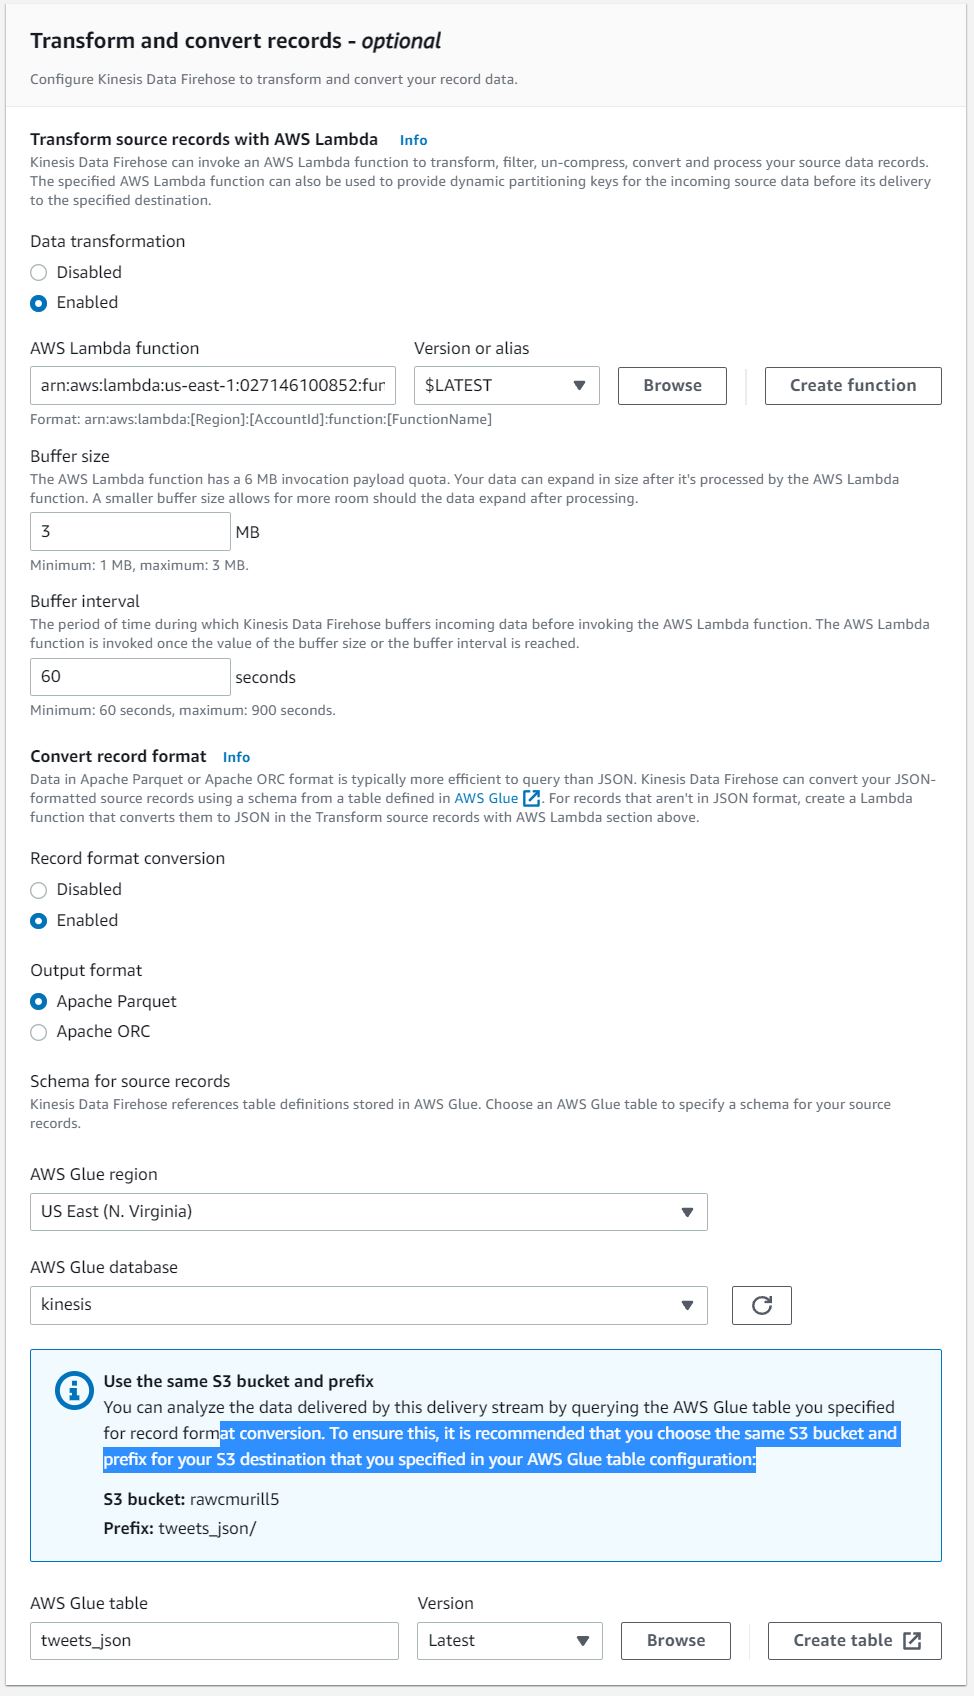 Transform and convert records - optional
Configure Kinesis Data Firehose to transform and convert your record data.
Transform source records with AWS Lambda Info
Kinesis Data Firehose can invoke an AWS Lambda function to transform, filter, un-compress, convert and process your source data records.
The specified AWS Lambda function can also be used to provide dynamic partitioning keys for the incoming source data before its delivery
to the specified destination.
Data transformation
Disabled
Enabled
AWS Lambda function Version or alias
arn:aws:lambda:us-east-1:027146100852:fur $LATEST Browse Create function
Format: arn:aws:lambda:[Region]:[AccountId]:function:[FunctionName]
Buffer size
The AWS Lambda function has a 6 MB invocation payload quota. Your data can expand in size after it's processed by the AWS Lambda
function. A smaller buffer size allows for more room should the data expand after processing.
3 MB
Minimum: 1 MB, maximum: 3 MB.
Buffer interval
The period of time during which Kinesis Data Firehose buffers incoming data before invoking the AWS Lambda function. The AWS Lambda
function is invoked once the value of the buffer size or the buffer interval is reached.
60 seconds
Minimum: 60 seconds, maximum: 900 seconds.
Convert record format Info
Data in Apache Parquet or Apache ORC format is typically more efficient to query than JSON. Kinesis Data Firehose can convert your JSON-
formatted source records using a schema from a table defined in AWS Glue. For records that aren't in JSON format, create a Lambda
function that converts them to JSON in the Transform source records with AWS Lambda section above.
Record format conversion
Disabled
Enabled
Output format
Apache Parquet
Apache ORC
Schema for source records
Kinesis Data Firehose references table definitions stored in AWS Glue. Choose an AWS Glue table to specify a schema for your source
records.
AWS Glue region
US East (N. Virginia)
AWS Glue database
kinesis
Use the same S3 bucket and prefix
You can analyze the data delivered by this delivery stream by querying the AWS Glue table you specified
for record format conversion. To ensure this, it is recommended that you choose the same S3 bucket and
prefix for your S3 destination that you specified in your AWS Glue table configuration:
S3 bucket: rawcmurill5
Prefix: tweets_json/
AWS Glue table Version
tweets_json Latest Browse Create table